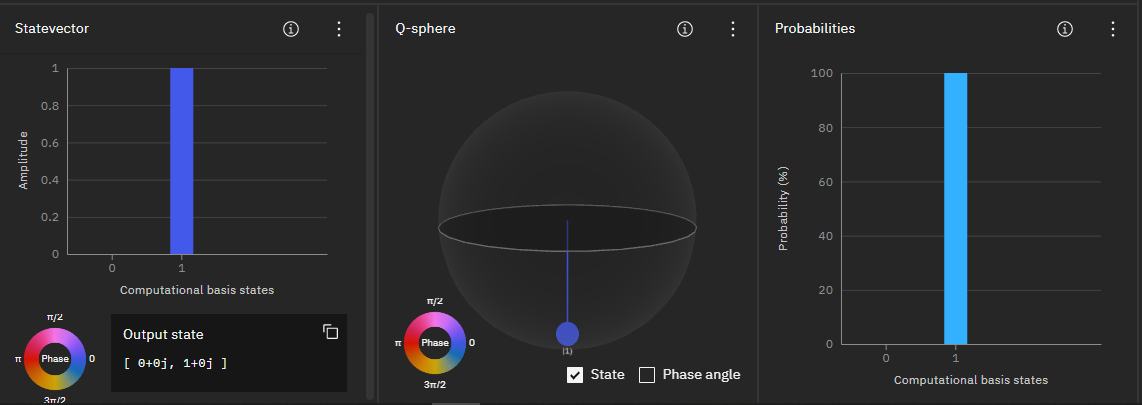 Statevector
1
0.8
0.6
0.4
0.2
0
Amplitude
0 1
Computational basis states
π/2
π Phase 0
3π/2
Output state
[ 0+0j, 1+0j ]
Q-sphere
|1⟩
π/2
π Phase 0
3π/2
State Phase angle
Probabilities
100
80
60
40
20
0
Probability (%)
0 1
Computational basis states